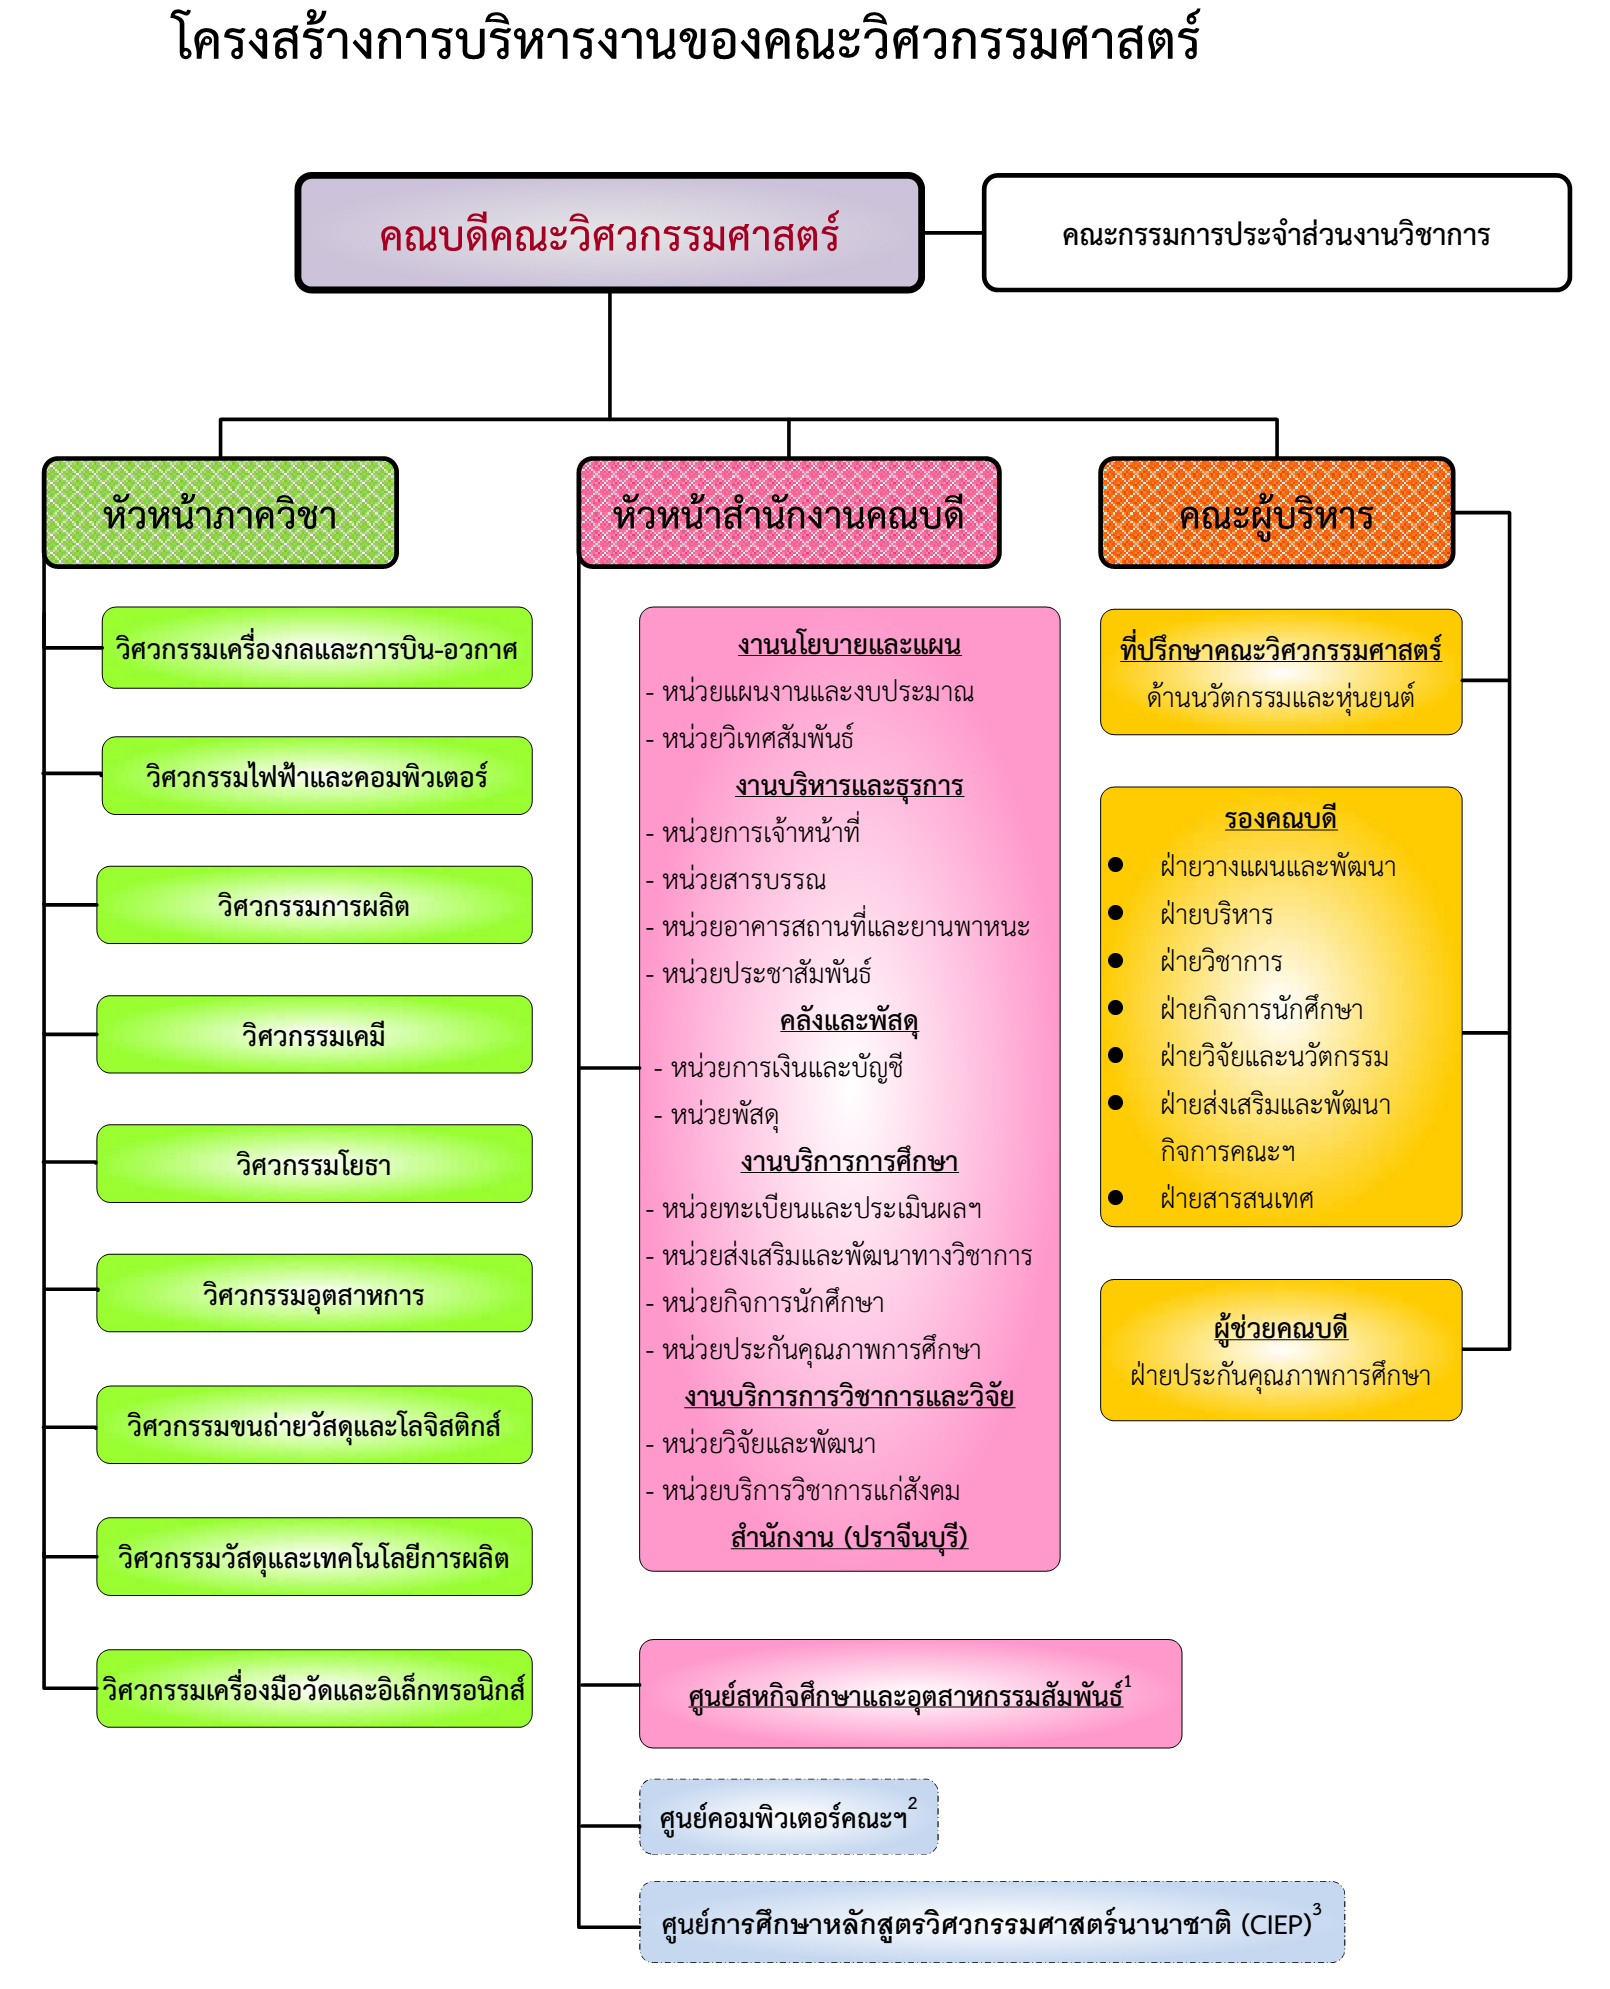 โครงสร้างการบริหารงานของคณะวิศวกรรมศาสตร์
คณบดีคณะวิศวกรรมศาสตร์
คณะกรรมการประจำส่วนงานวิชาการ
หัวหน้าภาควิชา
วิศวกรรมเครื่องกลและการบิน-อวกาศ
วิศวกรรมไฟฟ้าและคอมพิวเตอร์
วิศวกรรมการผลิต
วิศวกรรมเคมี
วิศวกรรมโยธา
วิศวกรรมอุตสาหการ
วิศวกรรมขนถ่ายวัสดุและโลจิสติกส์
วิศวกรรมวัสดุและเทคโนโลยีการผลิต
วิศวกรรมเครื่องมือวัดและอิเล็กทรอนิกส์
หัวหน้าสำนักงานคณบดี
งานนโยบายและแผน
- หน่วยแผนงานและงบประมาณ
- หน่วยวิเทศสัมพันธ์
งานบริหารและธุรการ
- หน่วยการเจ้าหน้าที่
- หน่วยสารบรรณ
- หน่วยอาคารสถานที่และยานพาหนะ
- หน่วยประชาสัมพันธ์
คลังและพัสดุ
- หน่วยการเงินและบัญชี
- หน่วยพัสดุ
งานบริการการศึกษา
- หน่วยทะเบียนและประเมินผลฯ
- หน่วยส่งเสริมและพัฒนาทางวิชาการ
- หน่วยกิจการนักศึกษา
- หน่วยประกันคุณภาพการศึกษา
งานบริการการวิชาการและวิจัย
- หน่วยวิจัยและพัฒนา
- หน่วยบริการวิชาการแก่สังคม
สำนักงาน (ปราจีนบุรี)
ศูนย์สหกิจศึกษาและอุตสาหกรรมสัมพันธ์1
ศูนย์คอมพิวเตอร์คณะฯ2
ศูนย์การศึกษาหลักสูตรวิศวกรรมศาสตร์นานาชาติ (CIEP)3
คณะผู้บริหาร
ที่ปรึกษาคณะวิศวกรรมศาสตร์
ด้านนวัตกรรมและหุ่นยนต์
รองคณบดี
● ฝ่ายวางแผนและพัฒนา
● ฝ่ายบริหาร
● ฝ่ายวิชาการ
● ฝ่ายกิจการนักศึกษา
● ฝ่ายวิจัยและนวัตกรรม
● ฝ่ายส่งเสริมและพัฒนา
กิจการคณะฯ
● ฝ่ายสารสนเทศ
ผู้ช่วยคณบดี
ฝ่ายประกันคุณภาพการศึกษา